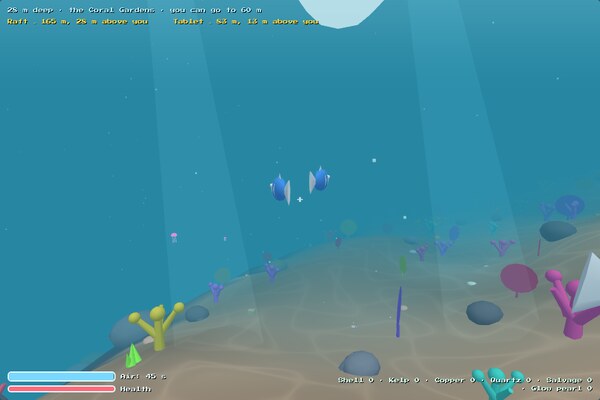 28 m deep · the Coral Gardens · you can go to 60 m
Raft . 165 m, 28 m above you Tablet . 83 m, 13 m above you
Air: 45 s
Health
Shell 0 · Kelp 0 · Copper 0 · Quartz 0 · Salvage 0
· Glow pearl 0